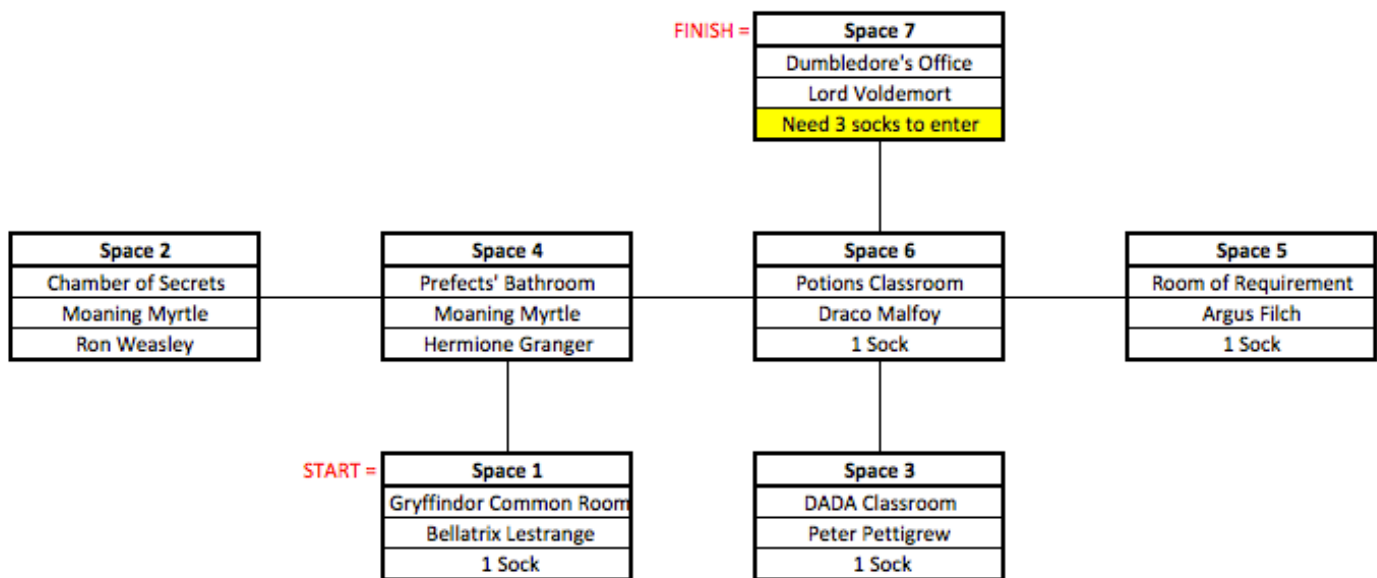 FINISH =
Space 7
Dumbledore's Office
Lord Voldemort
Need 3 socks to enter
Space 2
Chamber of Secrets
Moaning Myrtle
Ron Weasley
Space 4
Prefects' Bathroom
Moaning Myrtle
Hermione Granger
Space 6
Potions Classroom
Draco Malfoy
1 Sock
Space 5
Room of Requirement
Argus Filch
1 Sock
START =
Space 1
Gryffindor Common Room
Bellatrix Lestrange
1 Sock
Space 3
DADA Classroom
Peter Pettigrew
1 Sock